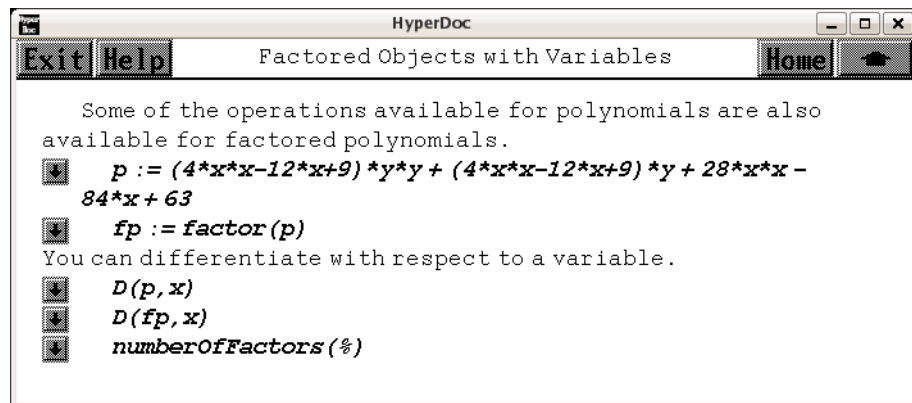 Hyper Doc
HyperDoc
Exit Help Factored Objects with Variables Home
Some of the operations available for polynomials are also
available for factored polynomials.
p := (4*x*x-12*x+9)*y*y + (4*x*x-12*x+9)*y + 28*x*x -
84*x + 63
fp := factor(p)
You can differentiate with respect to a variable.
D(p,x)
D(fp,x)
numberOfFactors(%)